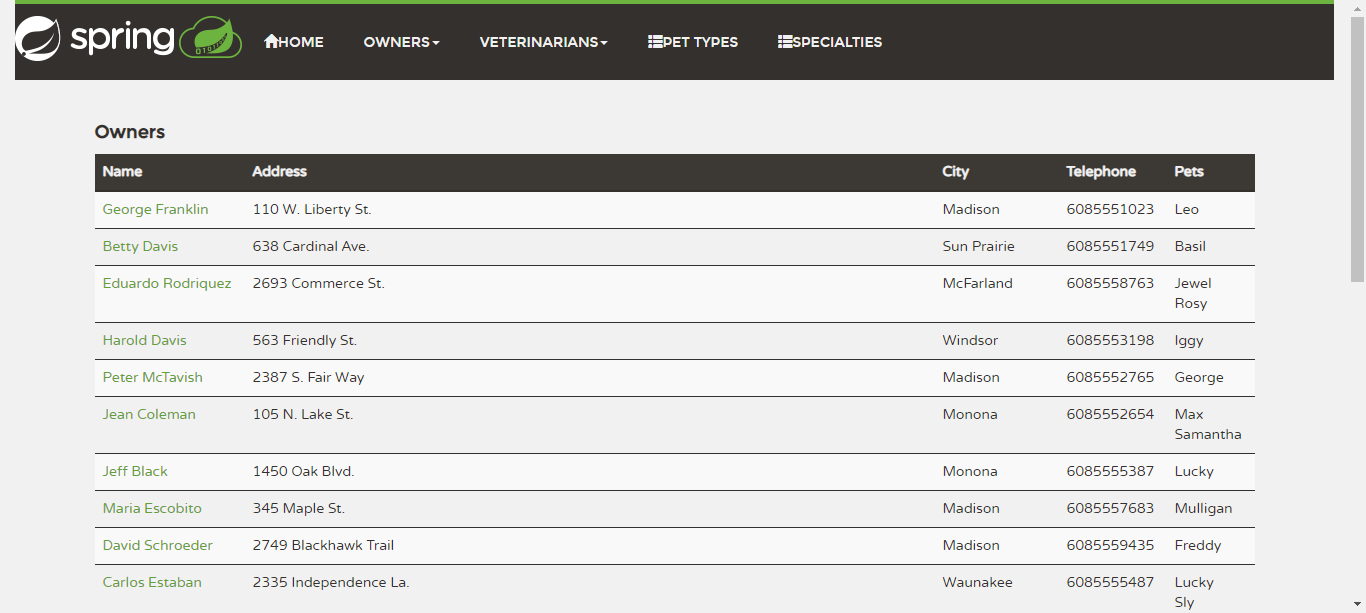 spring HOME OWNERS VETERINARIANS PET TYPES SPECIALTIES
Owners
Name Address City Telephone Pets
George Franklin 110 W. Liberty St. Madison 6085551023 Leo
Betty Davis 638 Cardinal Ave. Sun Prairie 6085551749 Basil
Eduardo Rodriquez 2693 Commerce St. McFarland 6085558763 Jewel
Rosy
Harold Davis 563 Friendly St. Windsor 6085553198 Iggy
Peter McTavish 2387 S. Fair Way Madison 6085552765 George
Jean Coleman 105 N. Lake St. Monona 6085552654 Max
Samantha
Jeff Black 1450 Oak Blvd. Monona 6085555387 Lucky
Maria Escobito 345 Maple St. Madison 6085557683 Mulligan
David Schroeder 2749 Blackhawk Trail Madison 6085559435 Freddy
Carlos Estaban 2335 Independence La. Waunakee 6085555487 Lucky
Sly